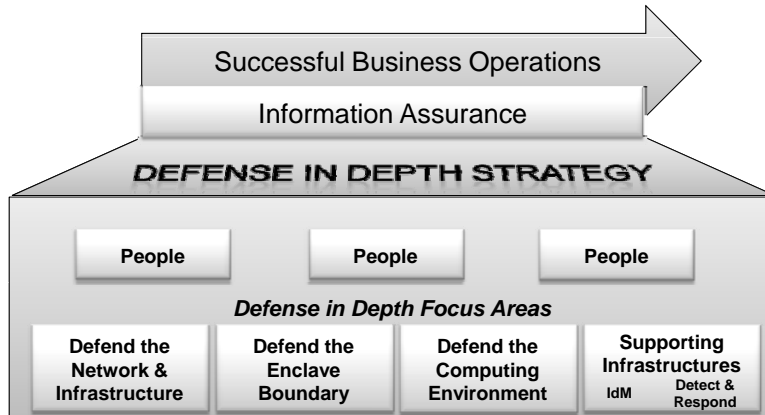 Successful Business Operations
Information Assurance
DEFENSE IN DEPTH STRATEGY
People People People
Defense in Depth Focus Areas
Defend the
Network &
Infrastructure
Defend the
Enclave
Boundary
Defend the
Computing
Environment
Supporting
Infrastructures
IdM
Detect &
Respond